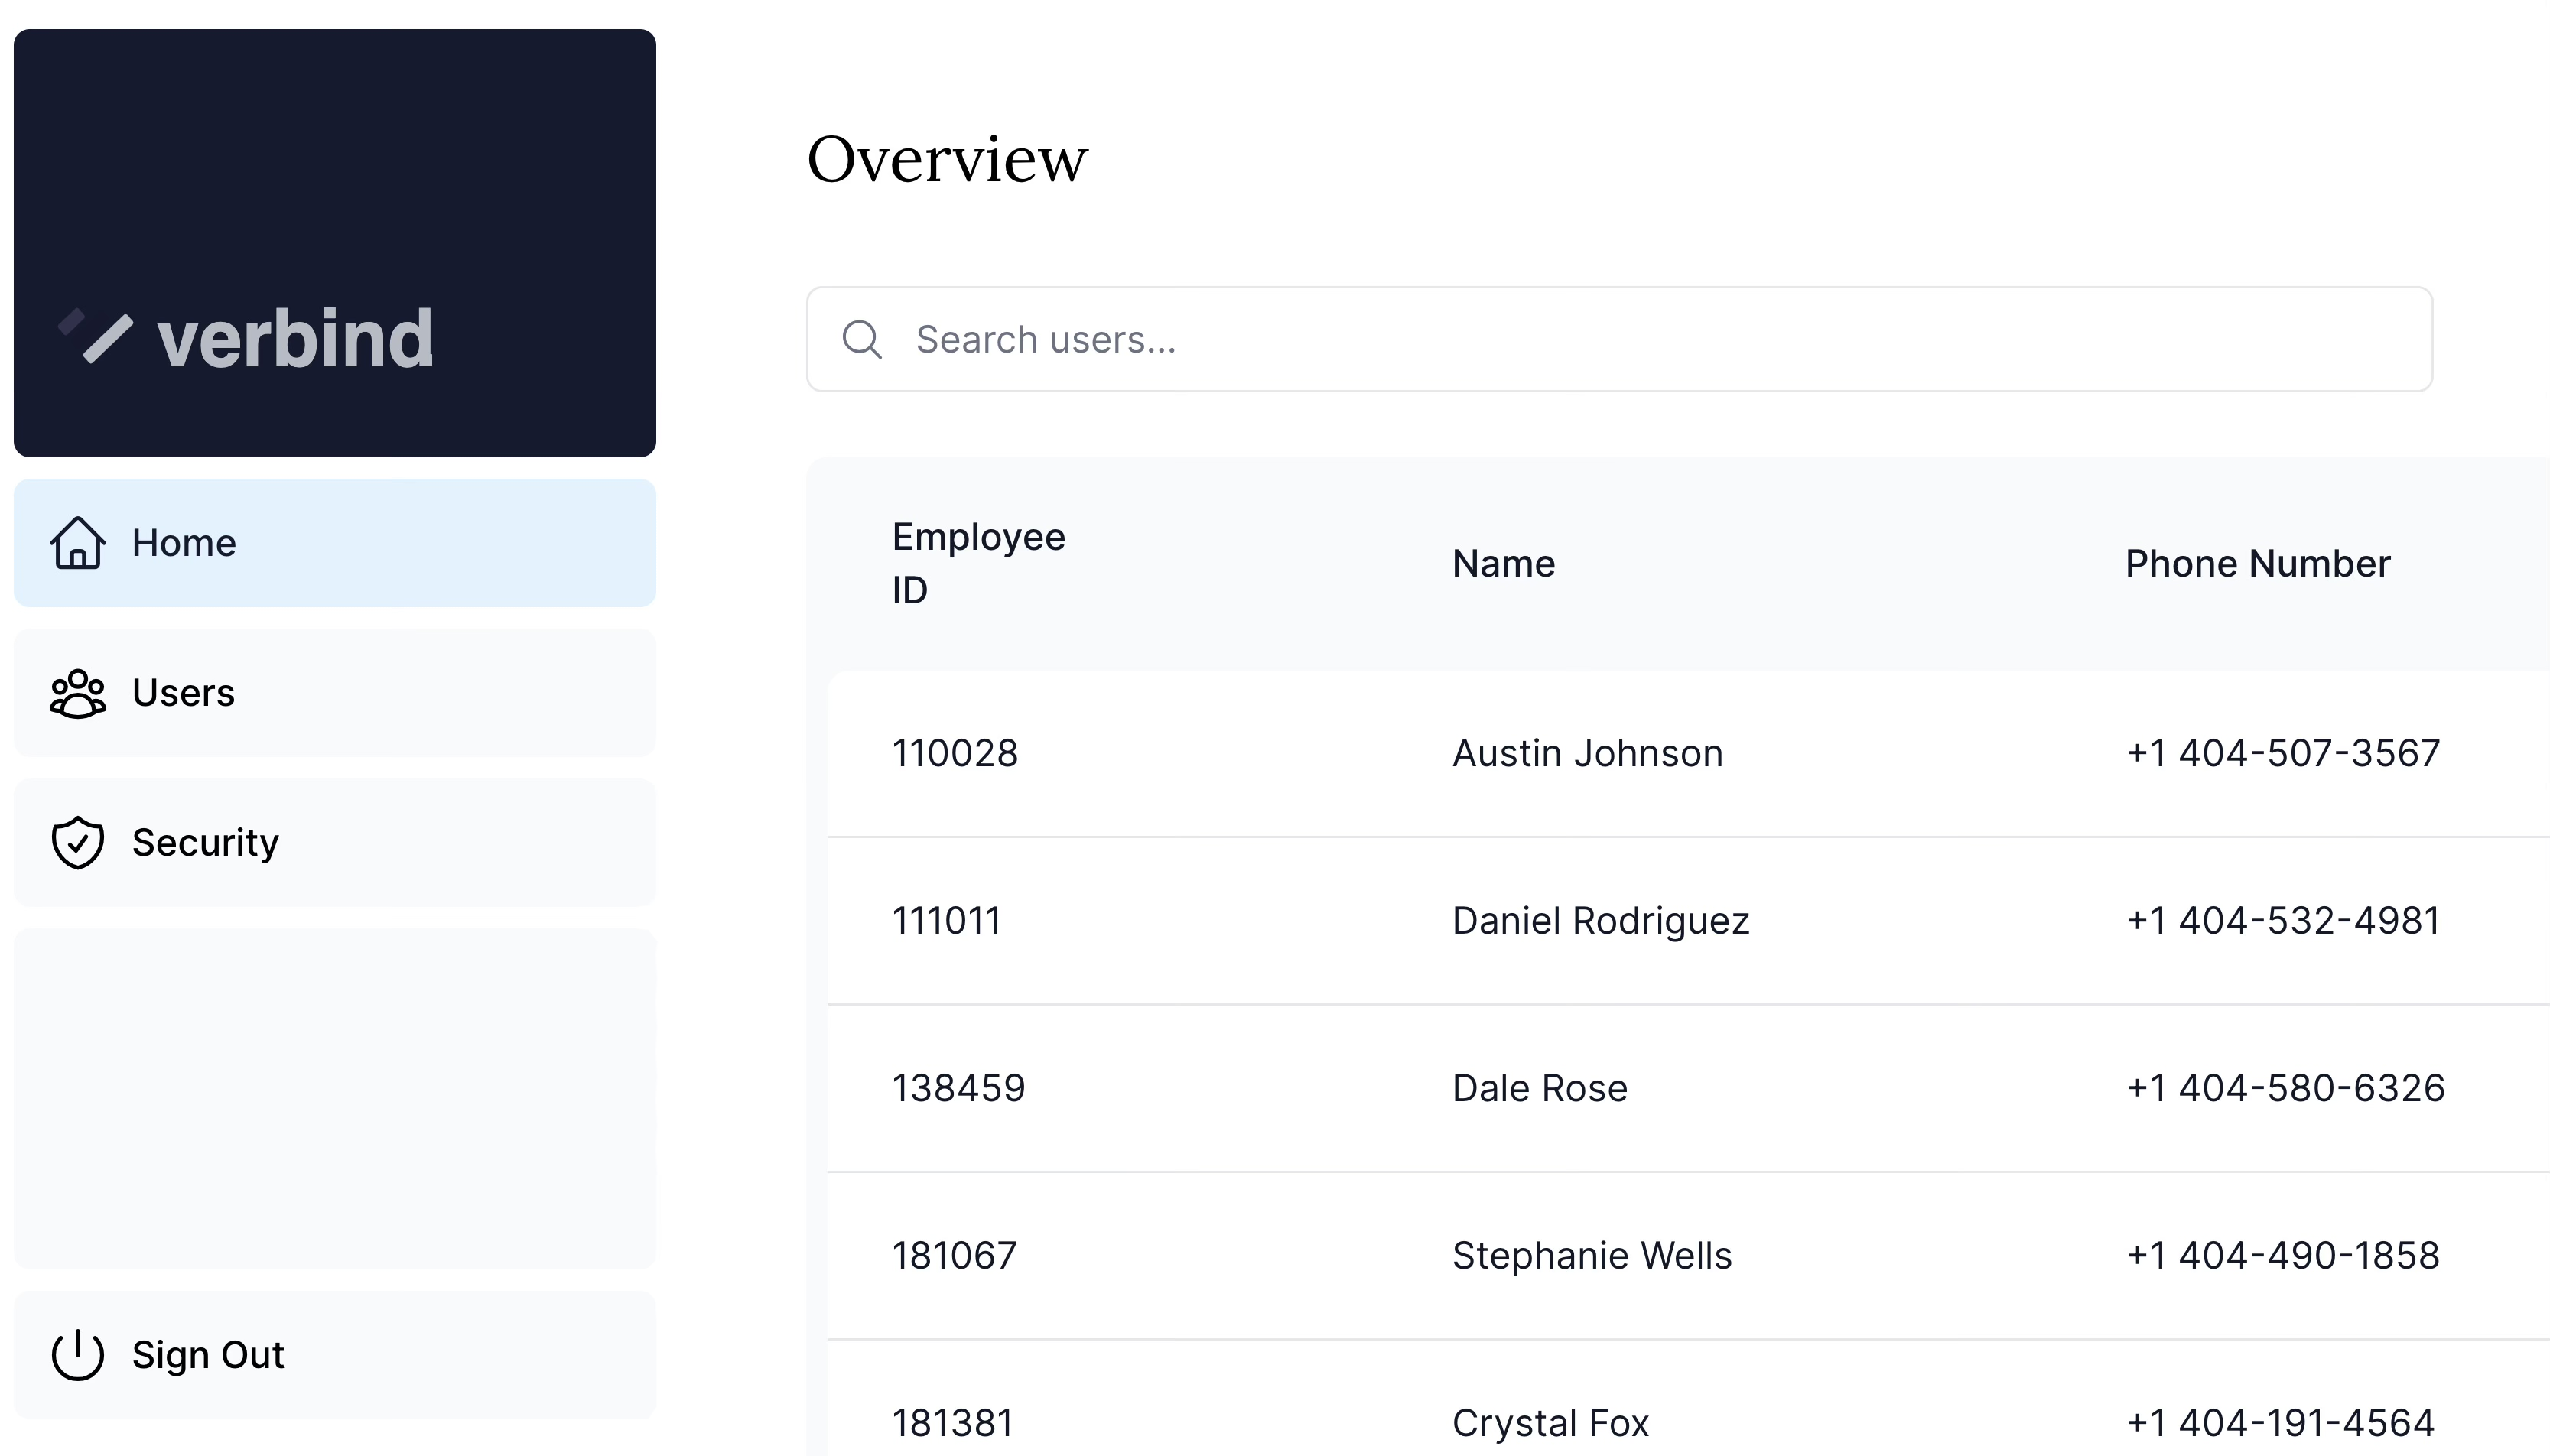 verbind
Home
Users
Security
Sign Out
Overview
Search users...
Employee
ID
Name
Phone Number
110028 Austin Johnson +1 404-507-3567
111011 Daniel Rodriguez +1 404-532-4981
138459 Dale Rose +1 404-580-6326
181067 Stephanie Wells +1 404-490-1858
181381 Crystal Fox +1 404-191-4564